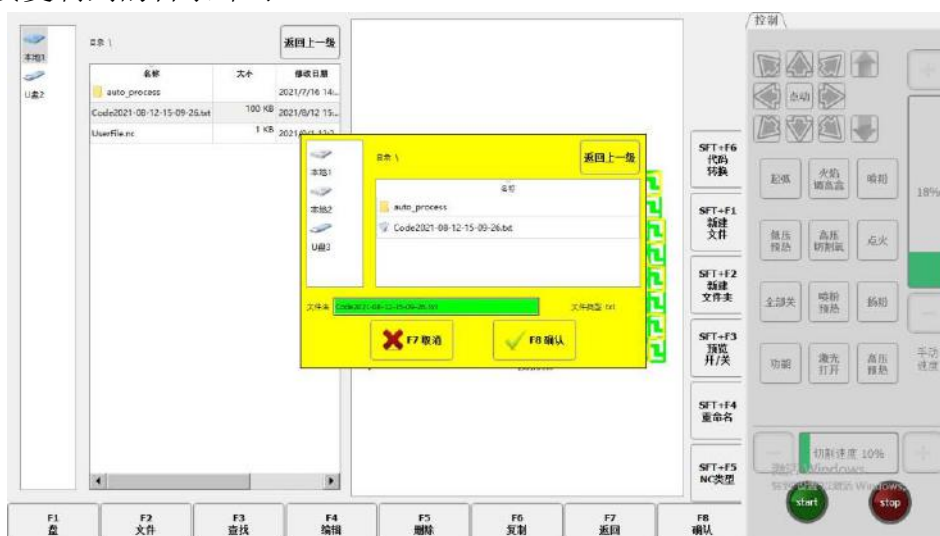 控制
本地1
U盘2
目录 \
返回上一级
名称 大小 修改日期
auto_process 2021/7/16 14:...
Code2021-08-12-15-09-26.txt 100 KB 2021/8/12 15:...
UserFile.nc 1 KB
本地1
本地2
U盘3
目录 \
返回上一级
名称
auto_process
Code2021-08-12-15-09-26.txt
文件名 Code2021-08-12-15-09-26.txt 文件类型 txt
F7 取消
F8 确认
SFT+F6
代码
转换
SFT+F1
新建
文件
SFT+F2
新建
文件夹
SFT+F3
预览
开/关
SFT+F4
重命名
SFT+F5
NC类型
点动
起弧 火焰
调高盒 喷粉
低压
预热 高压
切割氧 点火
全部关 喷粉
预热
功能 激光
打开 高压
预热
18%
手动
速度
切割速度 10%
start
stop
F1
盘
F2
文件
F3
查找
F4
编辑
F5
删除
F6
复制
F7
返回
F8
确认